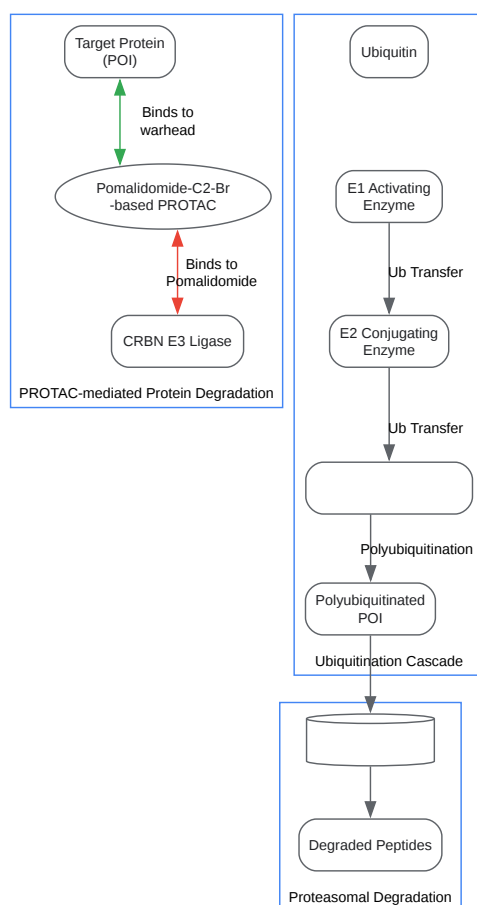 Target Protein
(POI)
Binds to
warhead
Pomalidomide-C2-Br
-based PROTAC
Binds to
Pomalidomide
CRBN E3 Ligase
PROTAC-mediated Protein Degradation
Ubiquitin
E1 Activating
Enzyme
Ub Transfer
E2 Conjugating
Enzyme
Ub Transfer
Polyubiquitination
Polyubiquitinated
POI
Ubiquitination Cascade
Degraded Peptides
Proteasomal Degradation